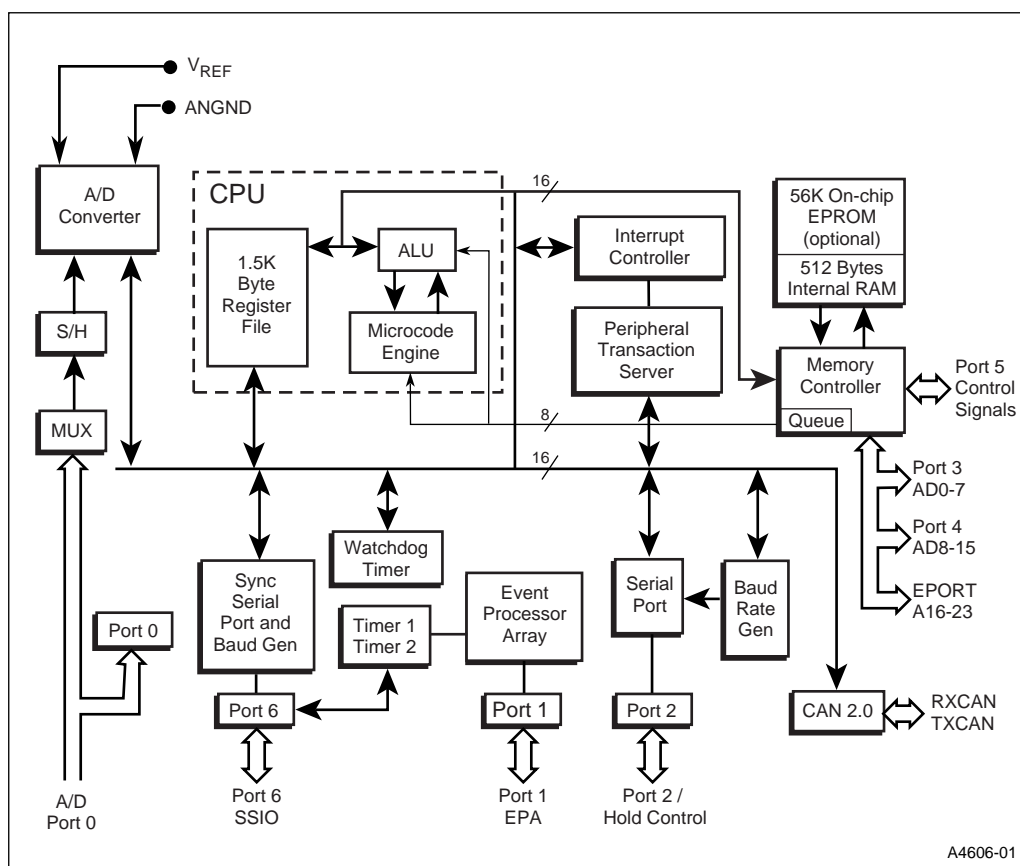 V_REF
ANGND
A/D
Converter
CPU
16
56K On-chip
EPROM
(optional)
512 Bytes
Internal RAM
1.5K
Byte
Register
File
ALU
Interrupt
Controller
S/H
Microcode
Engine
Peripheral
Transaction
Server
Memory
Controller
Queue
Port 5
Control
Signals
MUX
8
16
Port 3
AD0-7
Port 4
AD8-15
EPORT
A16-23
Watchdog
Timer
Sync
Serial
Port and
Baud Gen
Event
Processor
Array
Serial
Port
Baud
Rate
Gen
Port 0
Timer 1
Timer 2
Port 6
Port 1
Port 2
CAN 2.0
RXCAN
TXCAN
A/D
Port 0
Port 6
SSIO
Port 1
EPA
Port 2 /
Hold Control
A4606-01